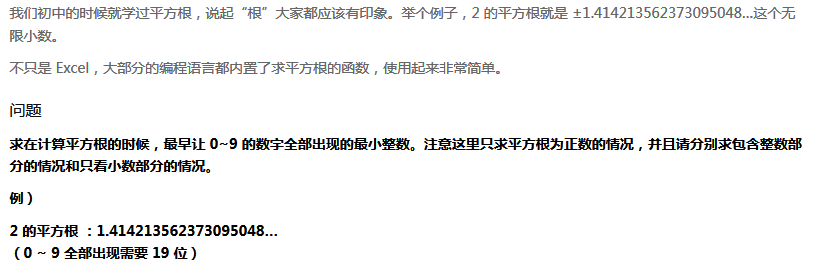 我们初中的时候就学过平方根，说起“根”大家都应该有印象。举个例子，2 的平方根就是 ±1.414213562373095048...这个无
限小数。
不只是 Excel，大部分的编程语言都内置了求平方根的函数，使用起来非常简单。
问题
求在计算平方根的时候，最早让 0~9 的数字全部出现的最小整数。注意这里只求平方根为正数的情况，并且请分别求包含整数部
分的情况和只看小数部分的情况。
例）
2 的平方根 ：1.414213562373095048...
（0 ~ 9 全部出现需要 19 位）